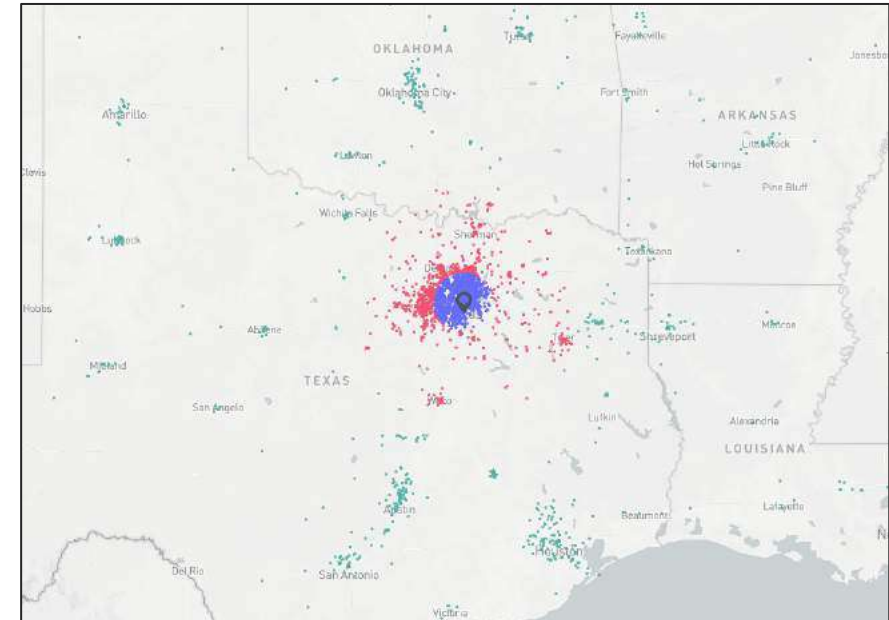 Tulsa
Fayetteville
OKLAHOMA
Jonesbo
Oklahoma City
Fort Smith
Amarillo
ARKANSAS
Little Rock
Lawton
Hot Springs
Clovis
Pine Bluff
Wichita Falls
Sherman
Lubbock
Texarkana
Hobbs
Abilene
Monroe
Tyler
Shreveport
Midland
TEXAS
San Angelo
Waco
Lufkin
Alexandria
LOUISIANA
Austin
Lafayette
Beaumont
Houston
Del Rio
San Antonio
Victoria